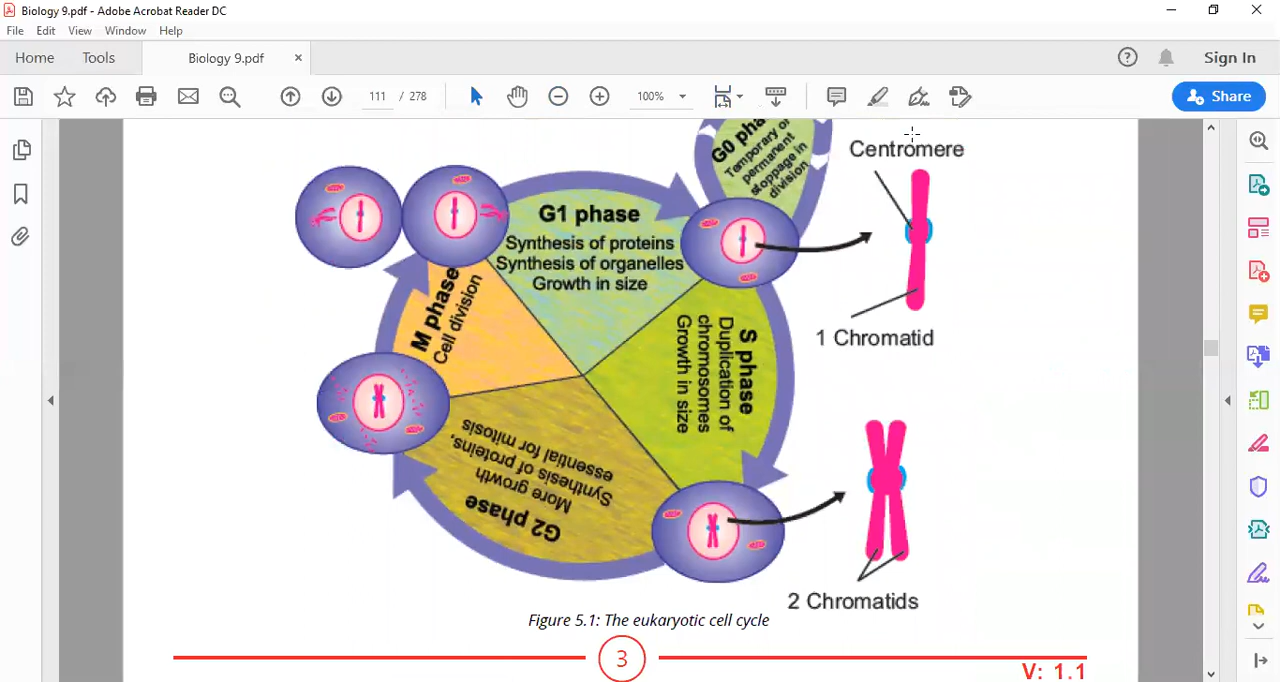 Biology 9.pdf - Adobe Acrobat Reader DC
File Edit View Window Help
Home Tools Biology 9.pdf × Sign In
111 / 278 100% Share
G0 pha
Temporary or
permanent
stoppage in
division
Centromere
1 Chromatid
G1 phase
Synthesis of proteins
Synthesis of organelles
Growth in size
M phase
Cell division
S phase
Duplication of
chromosomes
Growth in size
G2 phase
More growth
Synthesis of proteins,
essential for mitosis
2 Chromatids
Figure 5.1: The eukaryotic cell cycle
3
V: 1.1